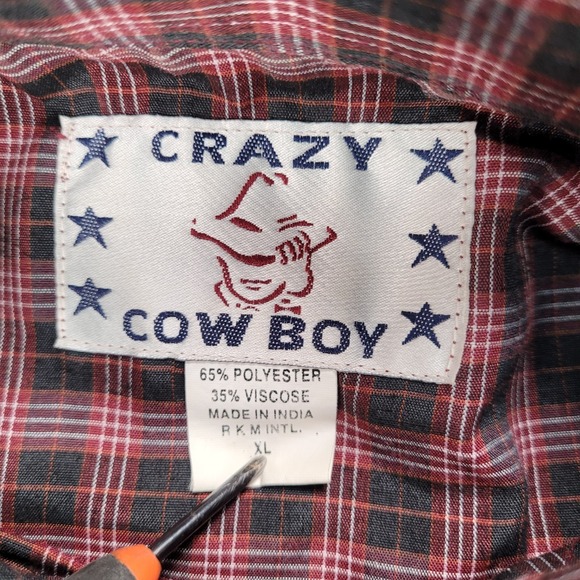 CRAZY
COW BOY
65% POLYESTER
35% VISCOSE
MADE IN INDIA
R K M INTL.
XL